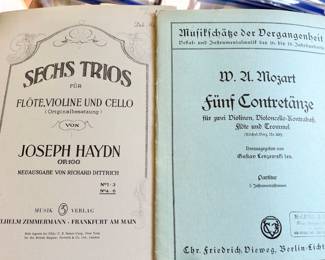 SECHS TRIOS
FÜR
FLÖTE, VIOLINE UND CELLO
(Originalbesetzung)
VON
JOSEPH HAYDN
OP. 100
NEUAUSGABE VON RICHARD DITTRICH
Nº 1-3
Nº 4-6
MUSIK VERLAG
WILHELM ZIMMERMANN - FRANKFURT AM MAIN
Musikschätze der Vergangenheit
Vokal- und Instrumentalmusik des 16. bis 18. Jahrhunderts
W. A. Mozart
Fünf Contretänze
für zwei Violinen, Violoncello-Kontrabaß,
Flöte und Trommel
Herausgegeben von
Gustav Lenzewski sen.
Partitur
Chr. Friedrich Vieweg, Berlin-Licht